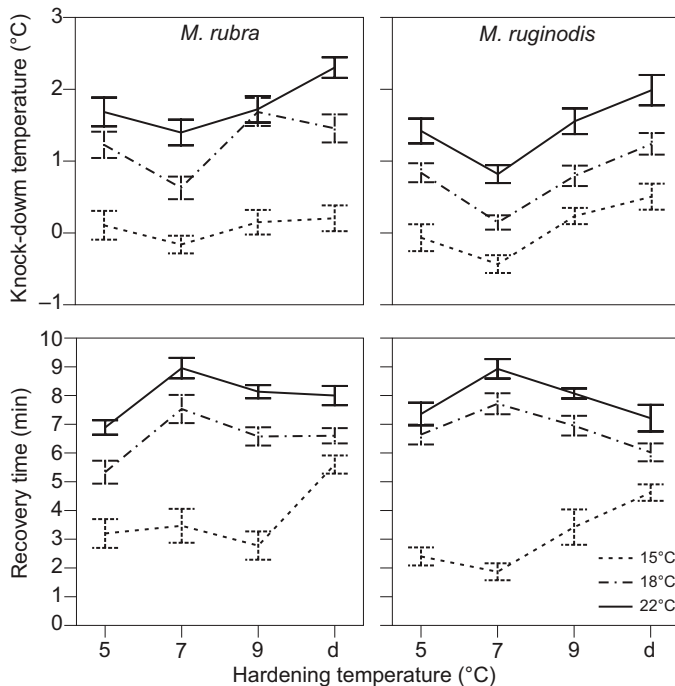 M. rubra
M. ruginodis
Knock-dowm temperature (°C)
3
2
1
0
–1
Recovery time (min)
10
9
8
7
6
5
4
3
2
1
0
15°C
18°C
22°C
5 7 9 d
5 7 9 d
Hardening temperature (°C)